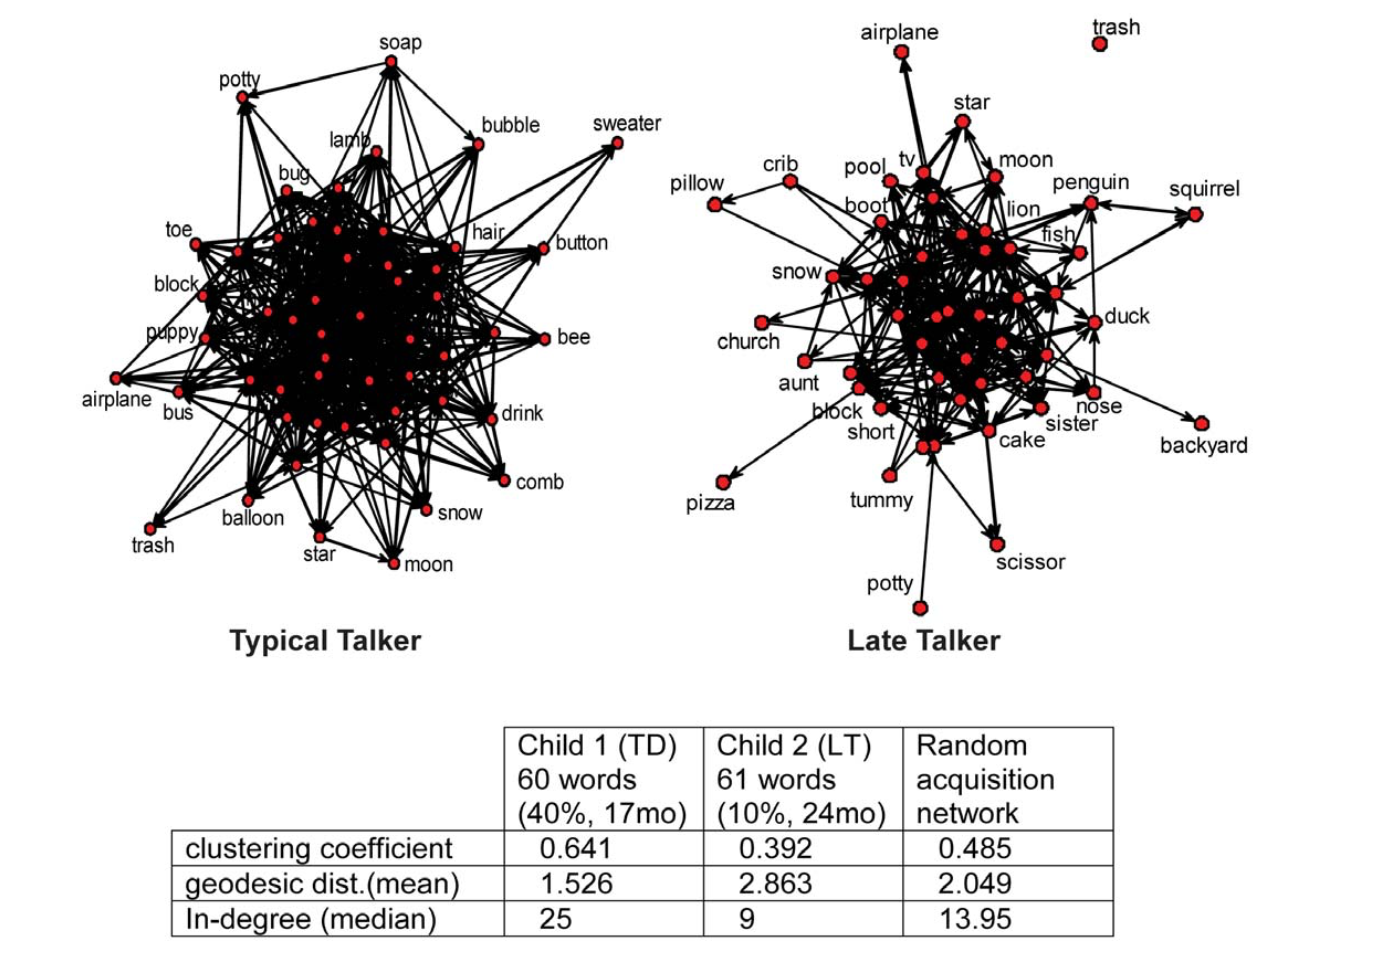 soap
potty
bubble
sweater
lamb
bug
toe
hair
button
block
puppy
bee
airplane
bus
drink
comb
balloon
snow
trash
star
moon
Typical Talker
airplane
trash
star
crib
pool
tv
moon
pillow
penguin
squirrel
boot
lion
fish
snow
church
duck
aunt
block
nose
short
sister
cake
backyard
pizza
tummy
scissor
potty
Late Talker
Child 1 (TD) 60 words (40%, 17mo)
Child 2 (LT) 61 words (10%, 24mo)
Random acquisition network
clustering coefficient 0.641 0.392 0.485
geodesic dist.(mean) 1.526 2.863 2.049
In-degree (median) 25 9 13.95